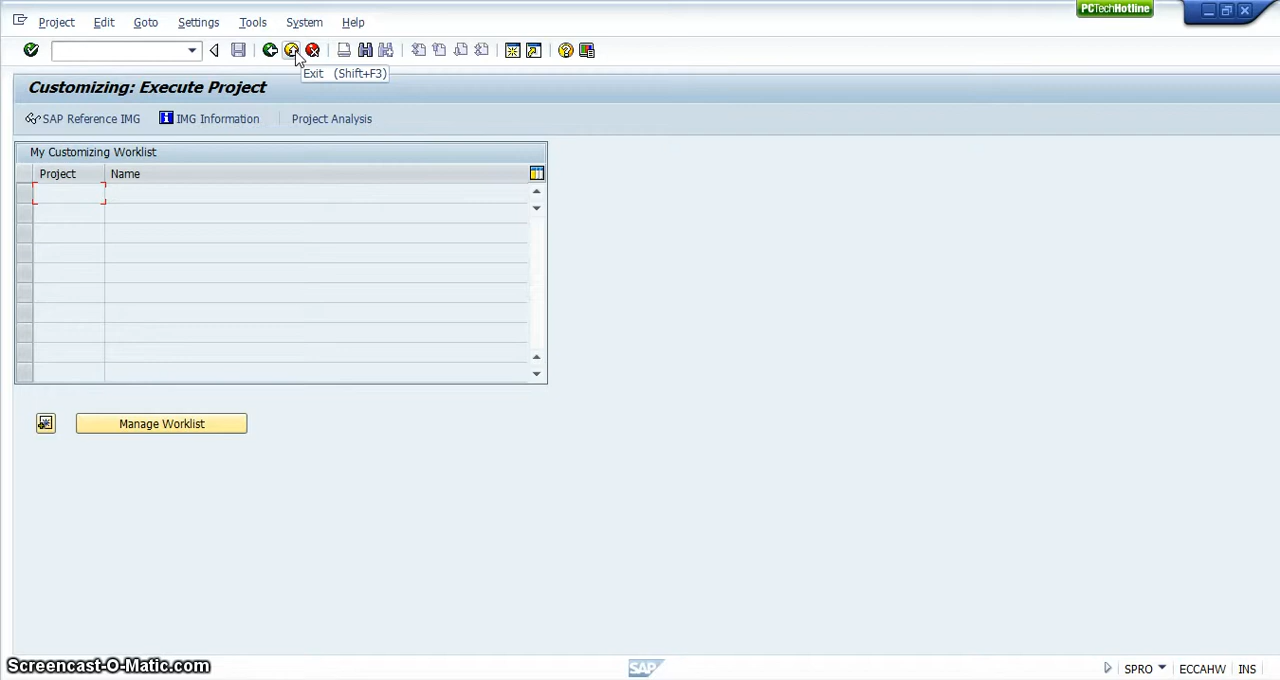 PCTechHotline
Project Edit Goto Settings Tools System Help
Exit (Shift+F3)
Customizing: Execute Project
SAP Reference IMG IMG Information Project Analysis
My Customizing Worklist
Project Name
Manage Worklist
Screencast-O-Matic.com SAP SPRO ECCAHW INS